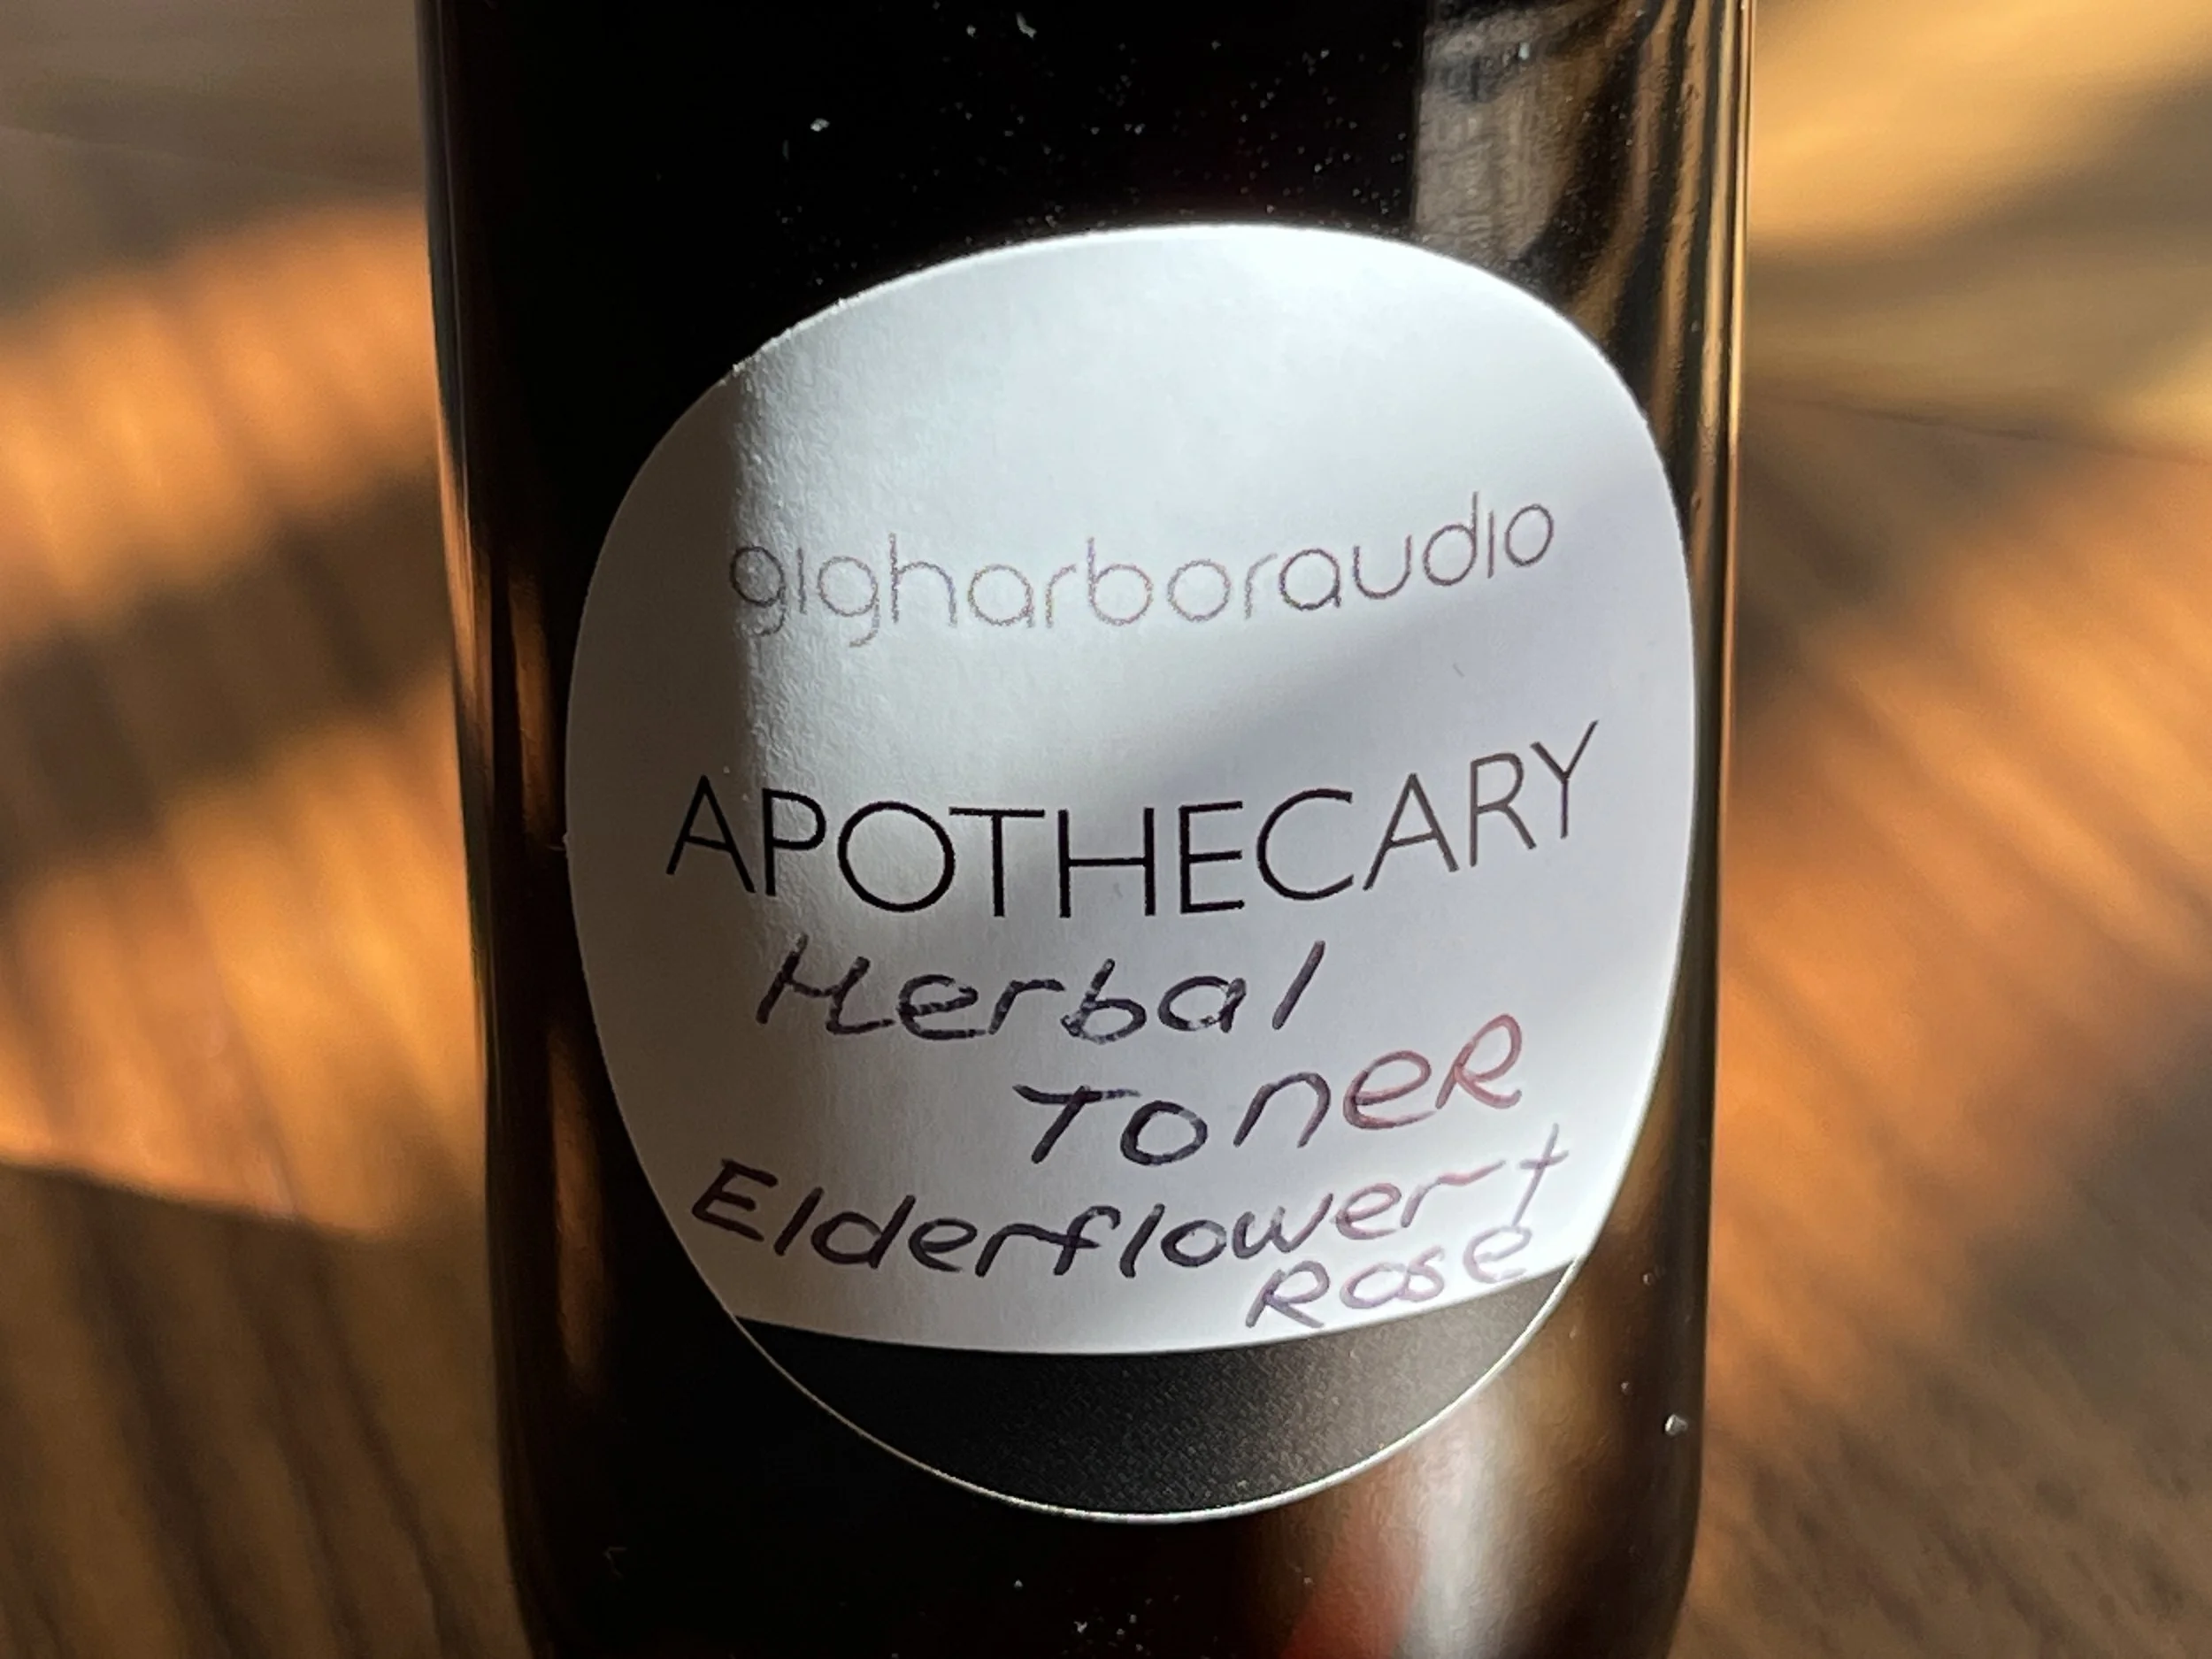 gigharboraudio
APOTHECARY
Herbal
Toner
Elderflower +
Rose